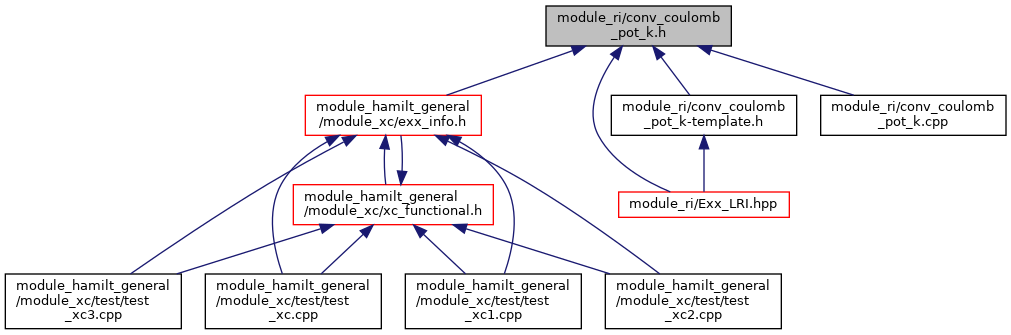 module_ri/conv_coulomb
_pot_k.h
module_hamilt_general
/module_xc/exx_info.h
module_ri/conv_coulomb
_pot_k-template.h
module_ri/conv_coulomb
_pot_k.cpp
module_hamilt_general
/module_xc/xc_functional.h
module_ri/Exx_LRI.hpp
module_hamilt_general
/module_xc/test/test
_xc3.cpp
module_hamilt_general
/module_xc/test/test
_xc.cpp
module_hamilt_general
/module_xc/test/test
_xc1.cpp
module_hamilt_general
/module_xc/test/test
_xc2.cpp